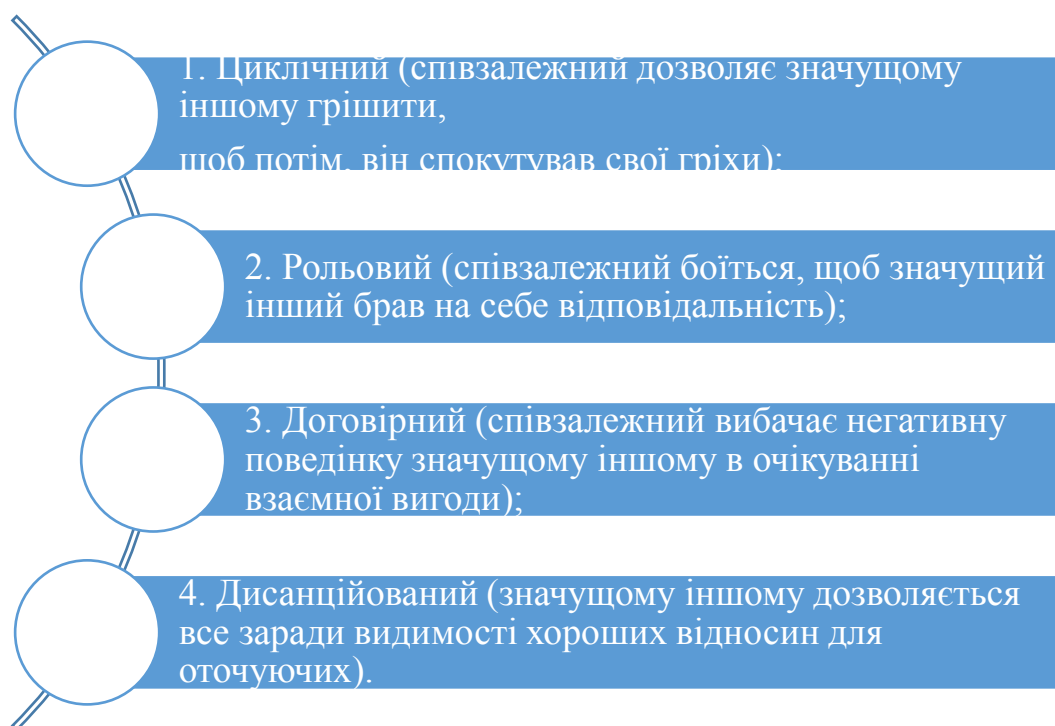 1. Циклічний (співзалежний дозволяє значущому
іншому грішити,
щоб потім, він спокутував свої гріхи);
2. Рольовий (співзалежний боїться, щоб значущий
інший брав на себе відповідальність);
3. Договірний (співзалежний вибачає негативну
поведінку значущому іншому в очікуванні
взаємної вигоди);
4. Дисанційований (значущому іншому дозволяється
все заради видимості хороших відносин для
оточуючих).